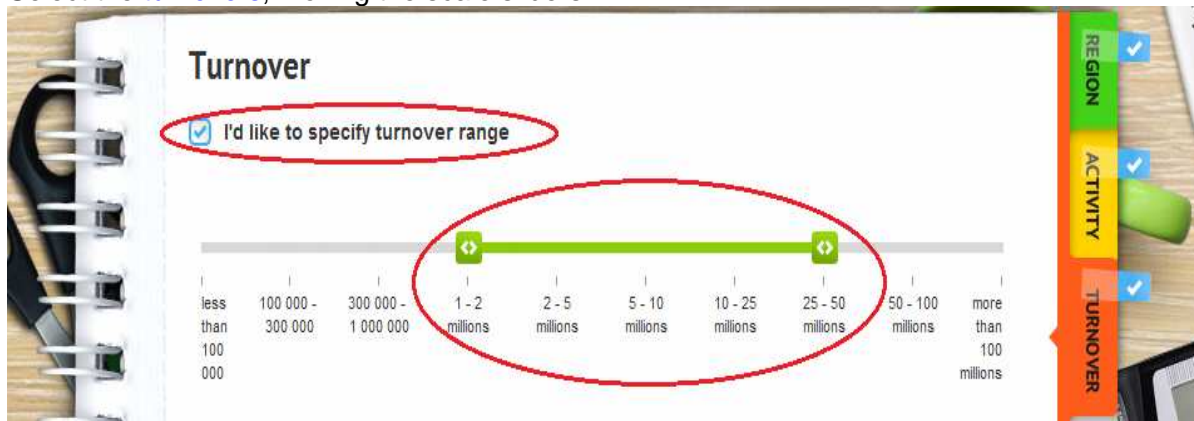 Turnover
I'd like to specify turnover range
less 100 000 - 300 000 - 1 - 2 2 - 5 5 - 10 10 - 25 25 - 50 50 - 100 more
than 300 000 1 000 000 millions millions millions millions millions millions than
100 100
000 millions
REGION
ACTIVITY
TURNOVER